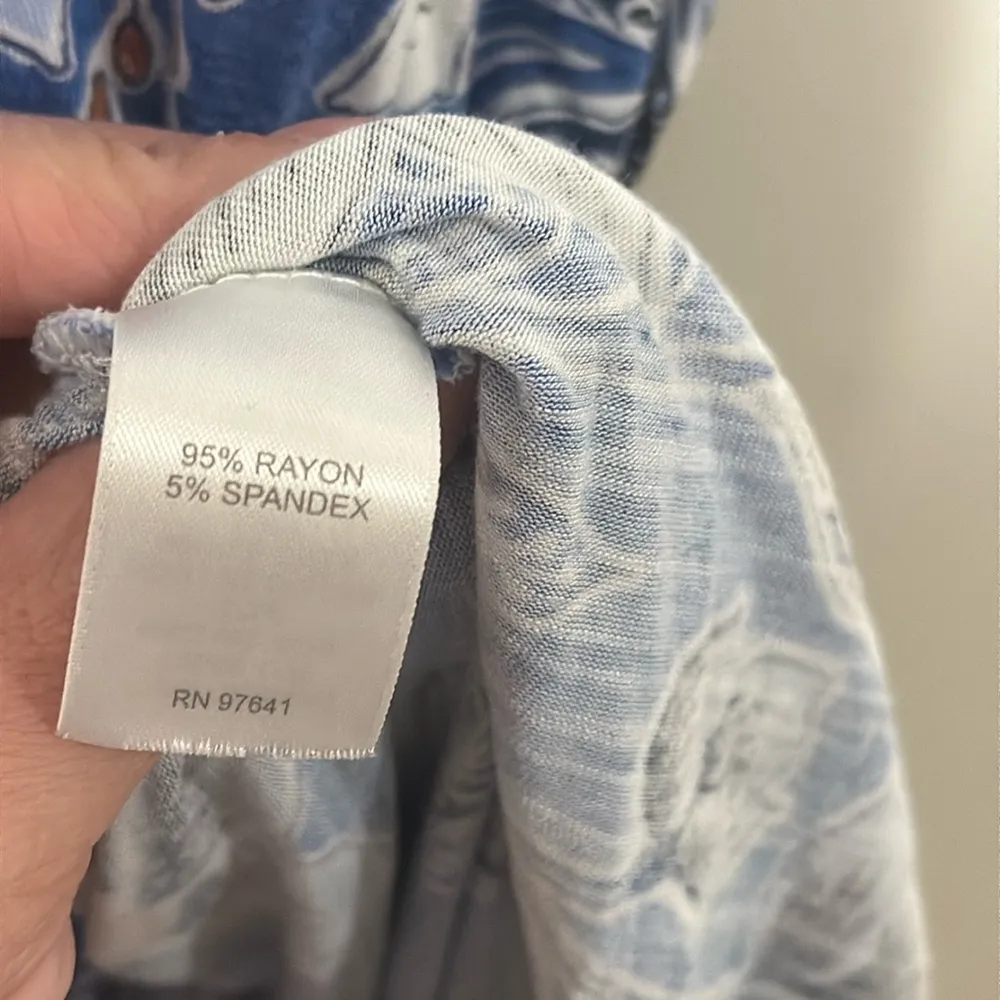 95% RAYON
5% SPANDEX
RN 97641